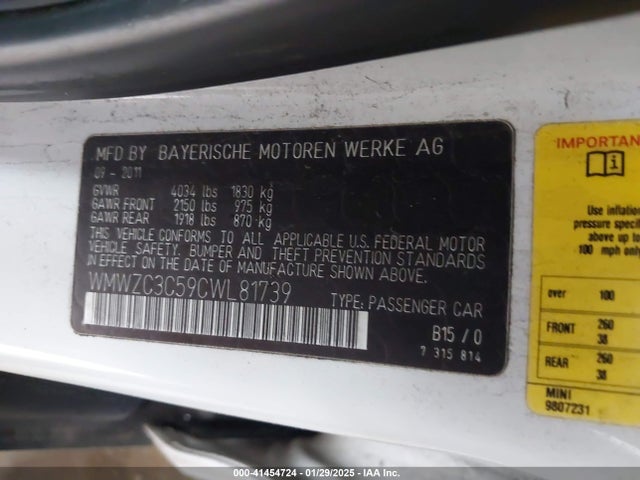 MFD BY BAYERISCHE MOTOREN WERKE AG
09 - 2011
GVWR 4034 lbs 1830 kg
GAWR FRONT 2150 lbs 975 kg
GAWR REAR 1918 lbs 870 kg
THIS VEHICLE CONFORMS TO ALL APPLICABLE U.S. FEDERAL MOTOR
VEHICLE SAFETY, BUMPER AND THEFT PREVENTION STANDARDS
IN EFFECT ON THE DATE OF MANUFACTURE SHOWN ABOVE.
WMWZC3C59CWL81739
TYPE: PASSENGER CAR
B15 / 0
7 315 814
IMPORTAN
i
Use inflation
pressure specif
above for up to
100 mph only
over 100
FRONT 260
38
REAR 260
38
MINI
9807231
000-41454724 | 01/29/2025 | IAA Inc.